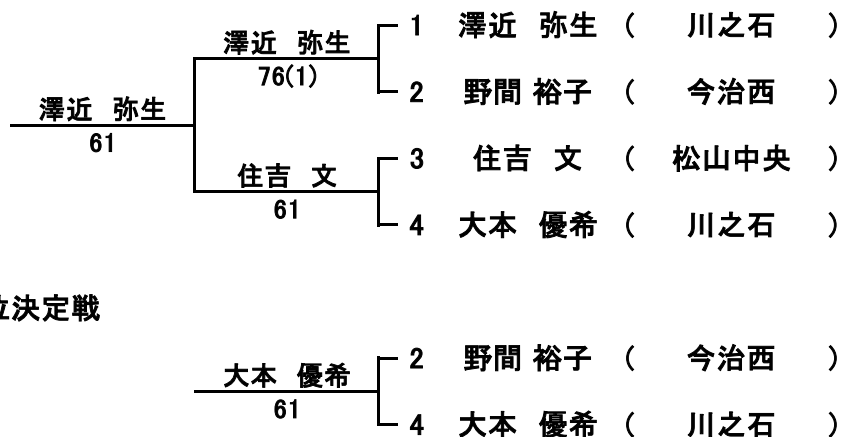 1 澤近 弥生 ( 川之石 )
澤近 弥生
76(1)
2 野間 裕子 ( 今治西 )
澤近 弥生
61
3 住吉 文 ( 松山中央 )
住吉 文
61
4 大本 優希 ( 川之石 )
位決定戦
2 野間 裕子 ( 今治西 )
大本 優希
61
4 大本 優希 ( 川之石 )